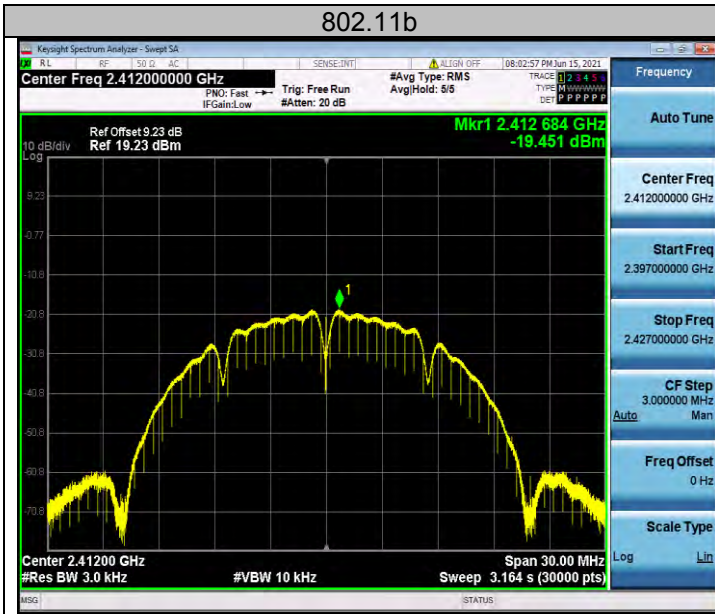 802.11b
Keysight Spectrum Analyzer - Swept SA
RL RF 50 Ω AC SENSE:INT ALIGN OFF 08:02:57 PM Jun 15, 2021
Center Freq 2.412000000 GHz
PNO: Fast
IFGain:Low
Trig: Free Run
#Atten: 20 dB
#Avg Type: RMS
Avg|Hold: 5/5
TRACE 1 2 3 4 5 6
TYPE M WWWWW
DET P P P P P P
Frequency
Mkr1 2.412 684 GHz
-19.451 dBm
Ref Offset 9.23 dB
10 dB/div Ref 19.23 dBm
Log
9.23
-0.77
-10.8
-20.8
-30.8
-40.8
-50.8
-60.8
-70.8
1
Center 2.41200 GHz Span 30.00 MHz
#Res BW 3.0 kHz #VBW 10 kHz Sweep 3.164 s (30000 pts)
MSG STATUS
Auto Tune
Center Freq
2.412000000 GHz
Start Freq
2.397000000 GHz
Stop Freq
2.427000000 GHz
CF Step
3.000000 MHz
Auto Man
Freq Offset
0 Hz
Scale Type
Log Lin